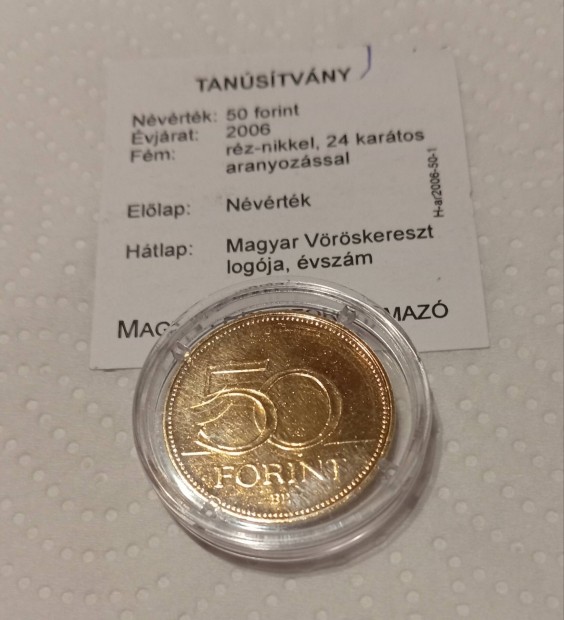 TANÚSÍTVÁNY
Névérték: 50 forint
Évjárat: 2006
Fém: réz-nikkel, 24 karátos
aranyozással
Előlap: Névérték
Hátlap: Magyar Vöröskereszt
logója, évszám
H-ar/2006-50-1
50
FORINT
BP.